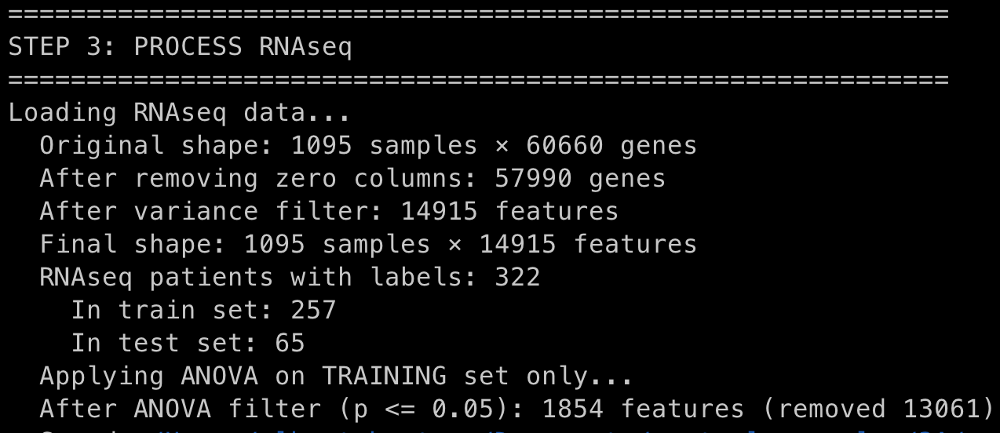 ============================================================
STEP 3: PROCESS RNAseq
============================================================
Loading RNAseq data...
Original shape: 1095 samples × 60660 genes
After removing zero columns: 57990 genes
After variance filter: 14915 features
Final shape: 1095 samples × 14915 features
RNAseq patients with labels: 322
In train set: 257
In test set: 65
Applying ANOVA on TRAINING set only...
After ANOVA filter (p <= 0.05): 1854 features (removed 13061)